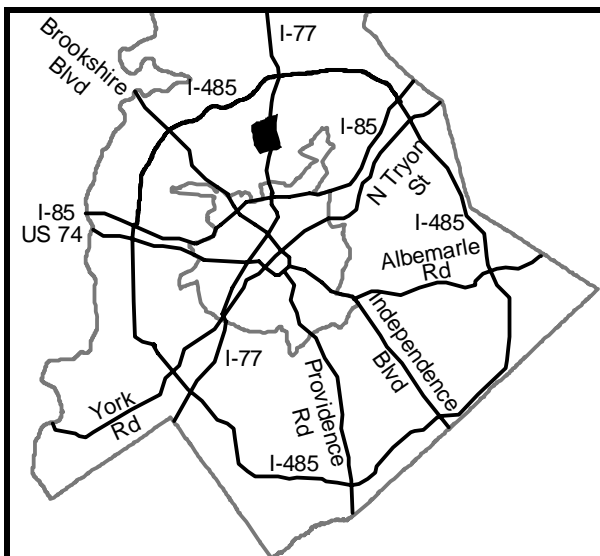 I-77
Brookshire
Blvd
I-485
I-85
N Tryon
St
I-85
US 74
I-485
Albemarle
Rd
Independence
Blvd
I-77
Providence
Rd
York
Rd
I-485